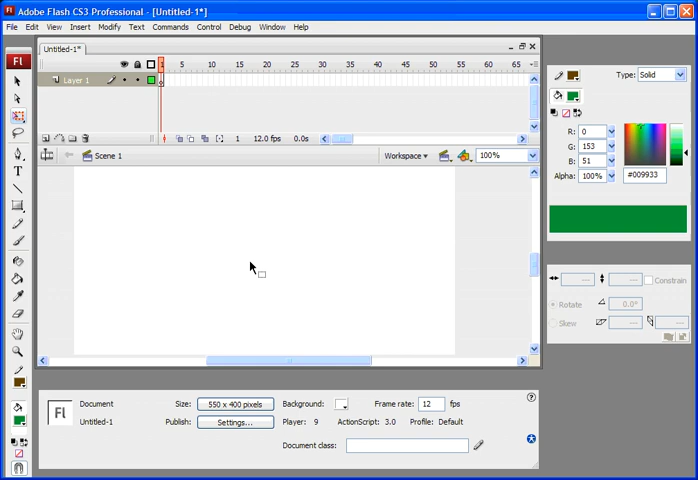 Adobe Flash CS3 Professional - [Untitled-1*]
File Edit View Insert Modify Text Commands Control Debug Window Help
Untitled-1*
1 5 10 15 20 25 30 35 40 45 50 55 60 65
Layer 1
1 12.0 fps 0.0s
Scene 1 Workspace 100%
Fl
Type: Solid
R: 0
G: 153
B: 51
Alpha: 100% #009933
Constrain
Rotate 0.0°
Skew
Fl Document Size: 550 x 400 pixels Background: Frame rate: 12 fps
Untitled-1 Publish: Settings... Player: 9 ActionScript: 3.0 Profile: Default
Document class: